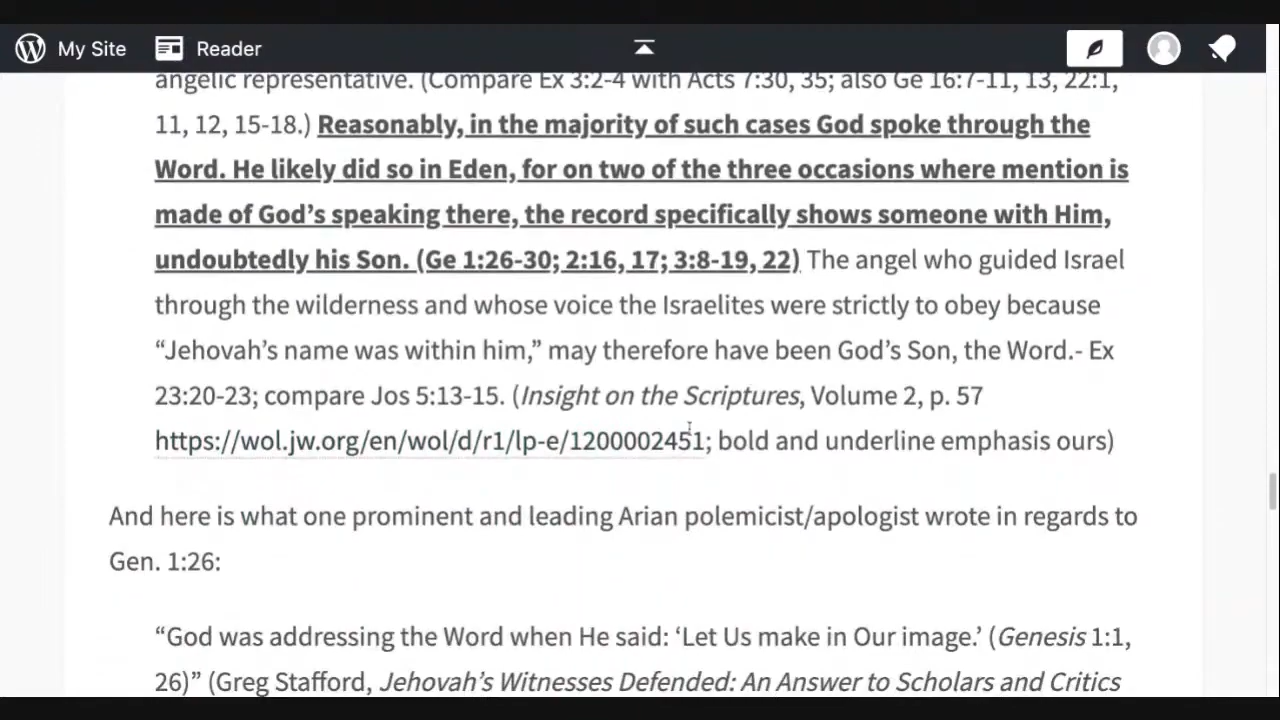 My Site
Reader
angelic representative. (Compare Ex 3:2-4 with Acts 7:30, 35; also Ge 16:7-11, 13, 22:1,
11, 12, 15-18.) Reasonably, in the majority of such cases God spoke through the
Word. He likely did so in Eden, for on two of the three occasions where mention is
made of God’s speaking there, the record specifically shows someone with Him,
undoubtedly his Son. (Ge 1:26-30; 2:16, 17; 3:8-19, 22) The angel who guided Israel
through the wilderness and whose voice the Israelites were strictly to obey because
“Jehovah’s name was within him,” may therefore have been God’s Son, the Word.- Ex
23:20-23; compare Jos 5:13-15. (Insight on the Scriptures, Volume 2, p. 57
https://wol.jw.org/en/wol/d/r1/lp-e/1200002451; bold and underline emphasis ours)
And here is what one prominent and leading Arian polemicist/apologist wrote in regards to
Gen. 1:26:
“God was addressing the Word when He said: ‘Let Us make in Our image.’ (Genesis 1:1,
26)” (Greg Stafford, Jehovah’s Witnesses Defended: An Answer to Scholars and Critics